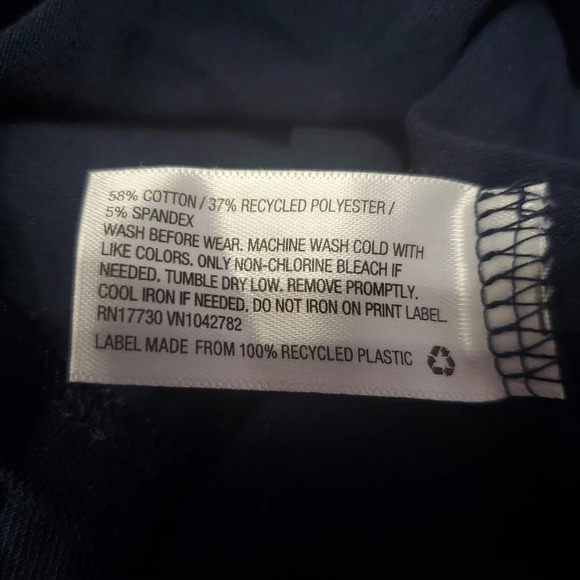 58% COTTON / 37% RECYCLED POLYESTER /
5% SPANDEX
WASH BEFORE WEAR. MACHINE WASH COLD WITH
LIKE COLORS. ONLY NON-CHLORINE BLEACH IF
NEEDED. TUMBLE DRY LOW. REMOVE PROMPTLY.
COOL IRON IF NEEDED. DO NOT IRON ON PRINT LABEL.
RN17730 VN1042782
LABEL MADE FROM 100% RECYCLED PLASTIC